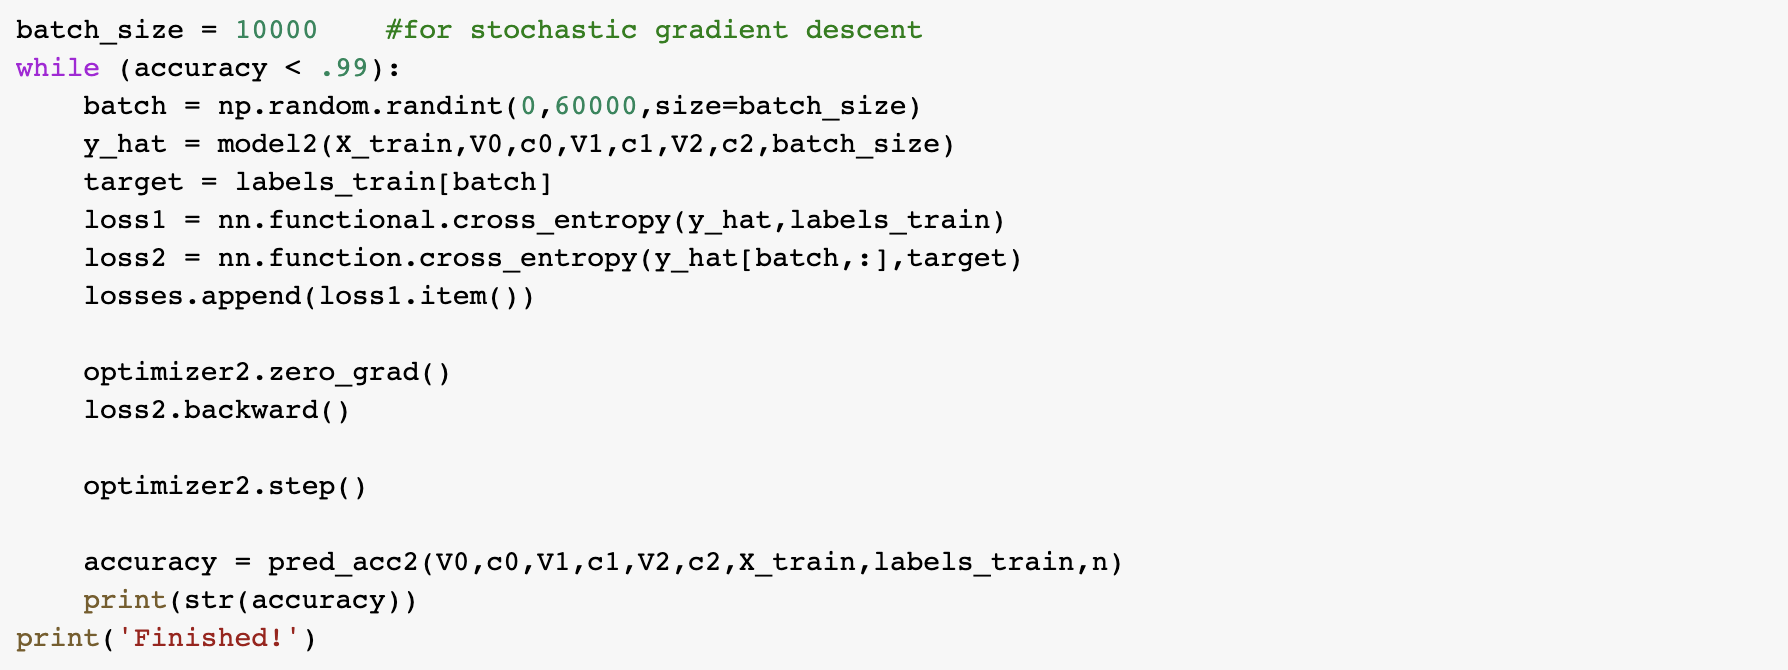 batch_size = 10000    #for stochastic gradient descent
while (accuracy < .99):
    batch = np.random.randint(0,60000,size=batch_size)
    y_hat = model2(X_train,V0,c0,V1,c1,V2,c2,batch_size)
    target = labels_train[batch]
    loss1 = nn.functional.cross_entropy(y_hat,labels_train)
    loss2 = nn.function.cross_entropy(y_hat[batch,:],target)
    losses.append(loss1.item())

    optimizer2.zero_grad()
    loss2.backward()

    optimizer2.step()

    accuracy = pred_acc2(V0,c0,V1,c1,V2,c2,X_train,labels_train,n)
    print(str(accuracy))
print('Finished!')